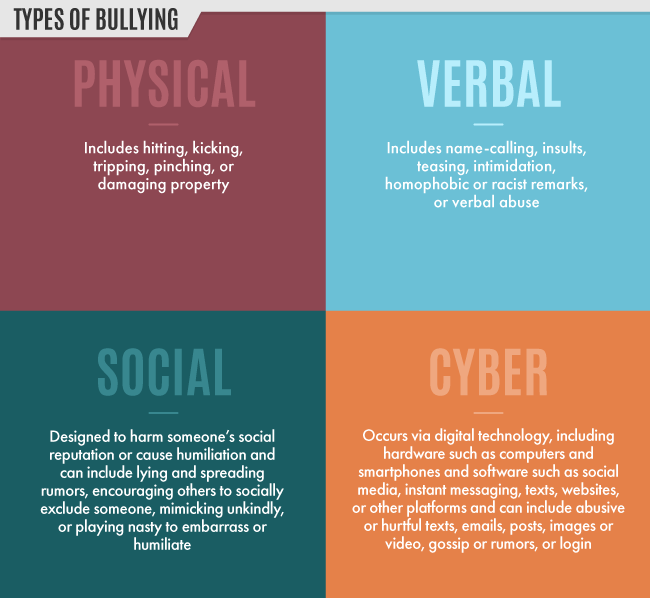 TYPES OF BULLYING
PHYSICAL
Includes hitting, kicking,
tripping, pinching, or
damaging property
VERBAL
Includes name-calling, insults,
teasing, intimidation,
homophobic or racist remarks,
or verbal abuse
SOCIAL
Designed to harm someone’s social
reputation or cause humiliation and
can include lying and spreading
rumors, encouraging others to socially
exclude someone, mimicking unkindly,
or playing nasty to embarrass or
humiliate
CYBER
Occurs via digital technology, including
hardware such as computers and
smartphones and software such as social
media, instant messaging, texts, websites,
or other platforms and can include abusive
or hurtful texts, emails, posts, images or
video, gossip or rumors, or login